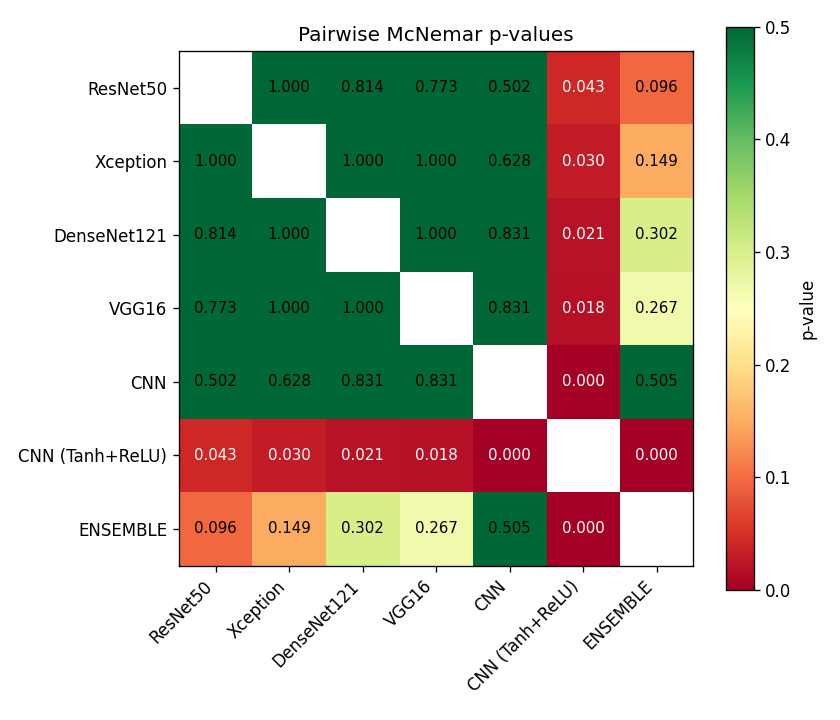 Pairwise McNemar p-values
ResNet50 1.000 0.814 0.773 0.502 0.043 0.096
Xception 1.000 1.000 1.000 0.628 0.030 0.149
DenseNet121 0.814 1.000 1.000 0.831 0.021 0.302
VGG16 0.773 1.000 1.000 0.831 0.018 0.267
CNN 0.502 0.628 0.831 0.831 0.000 0.505
CNN (Tanh+ReLU) 0.043 0.030 0.021 0.018 0.000 0.000
ENSEMBLE 0.096 0.149 0.302 0.267 0.505 0.000
ResNet50
Xception
DenseNet121
VGG16
CNN
CNN (Tanh+ReLU)
ENSEMBLE
0.5
0.4
0.3
0.2
0.1
0.0
p-value